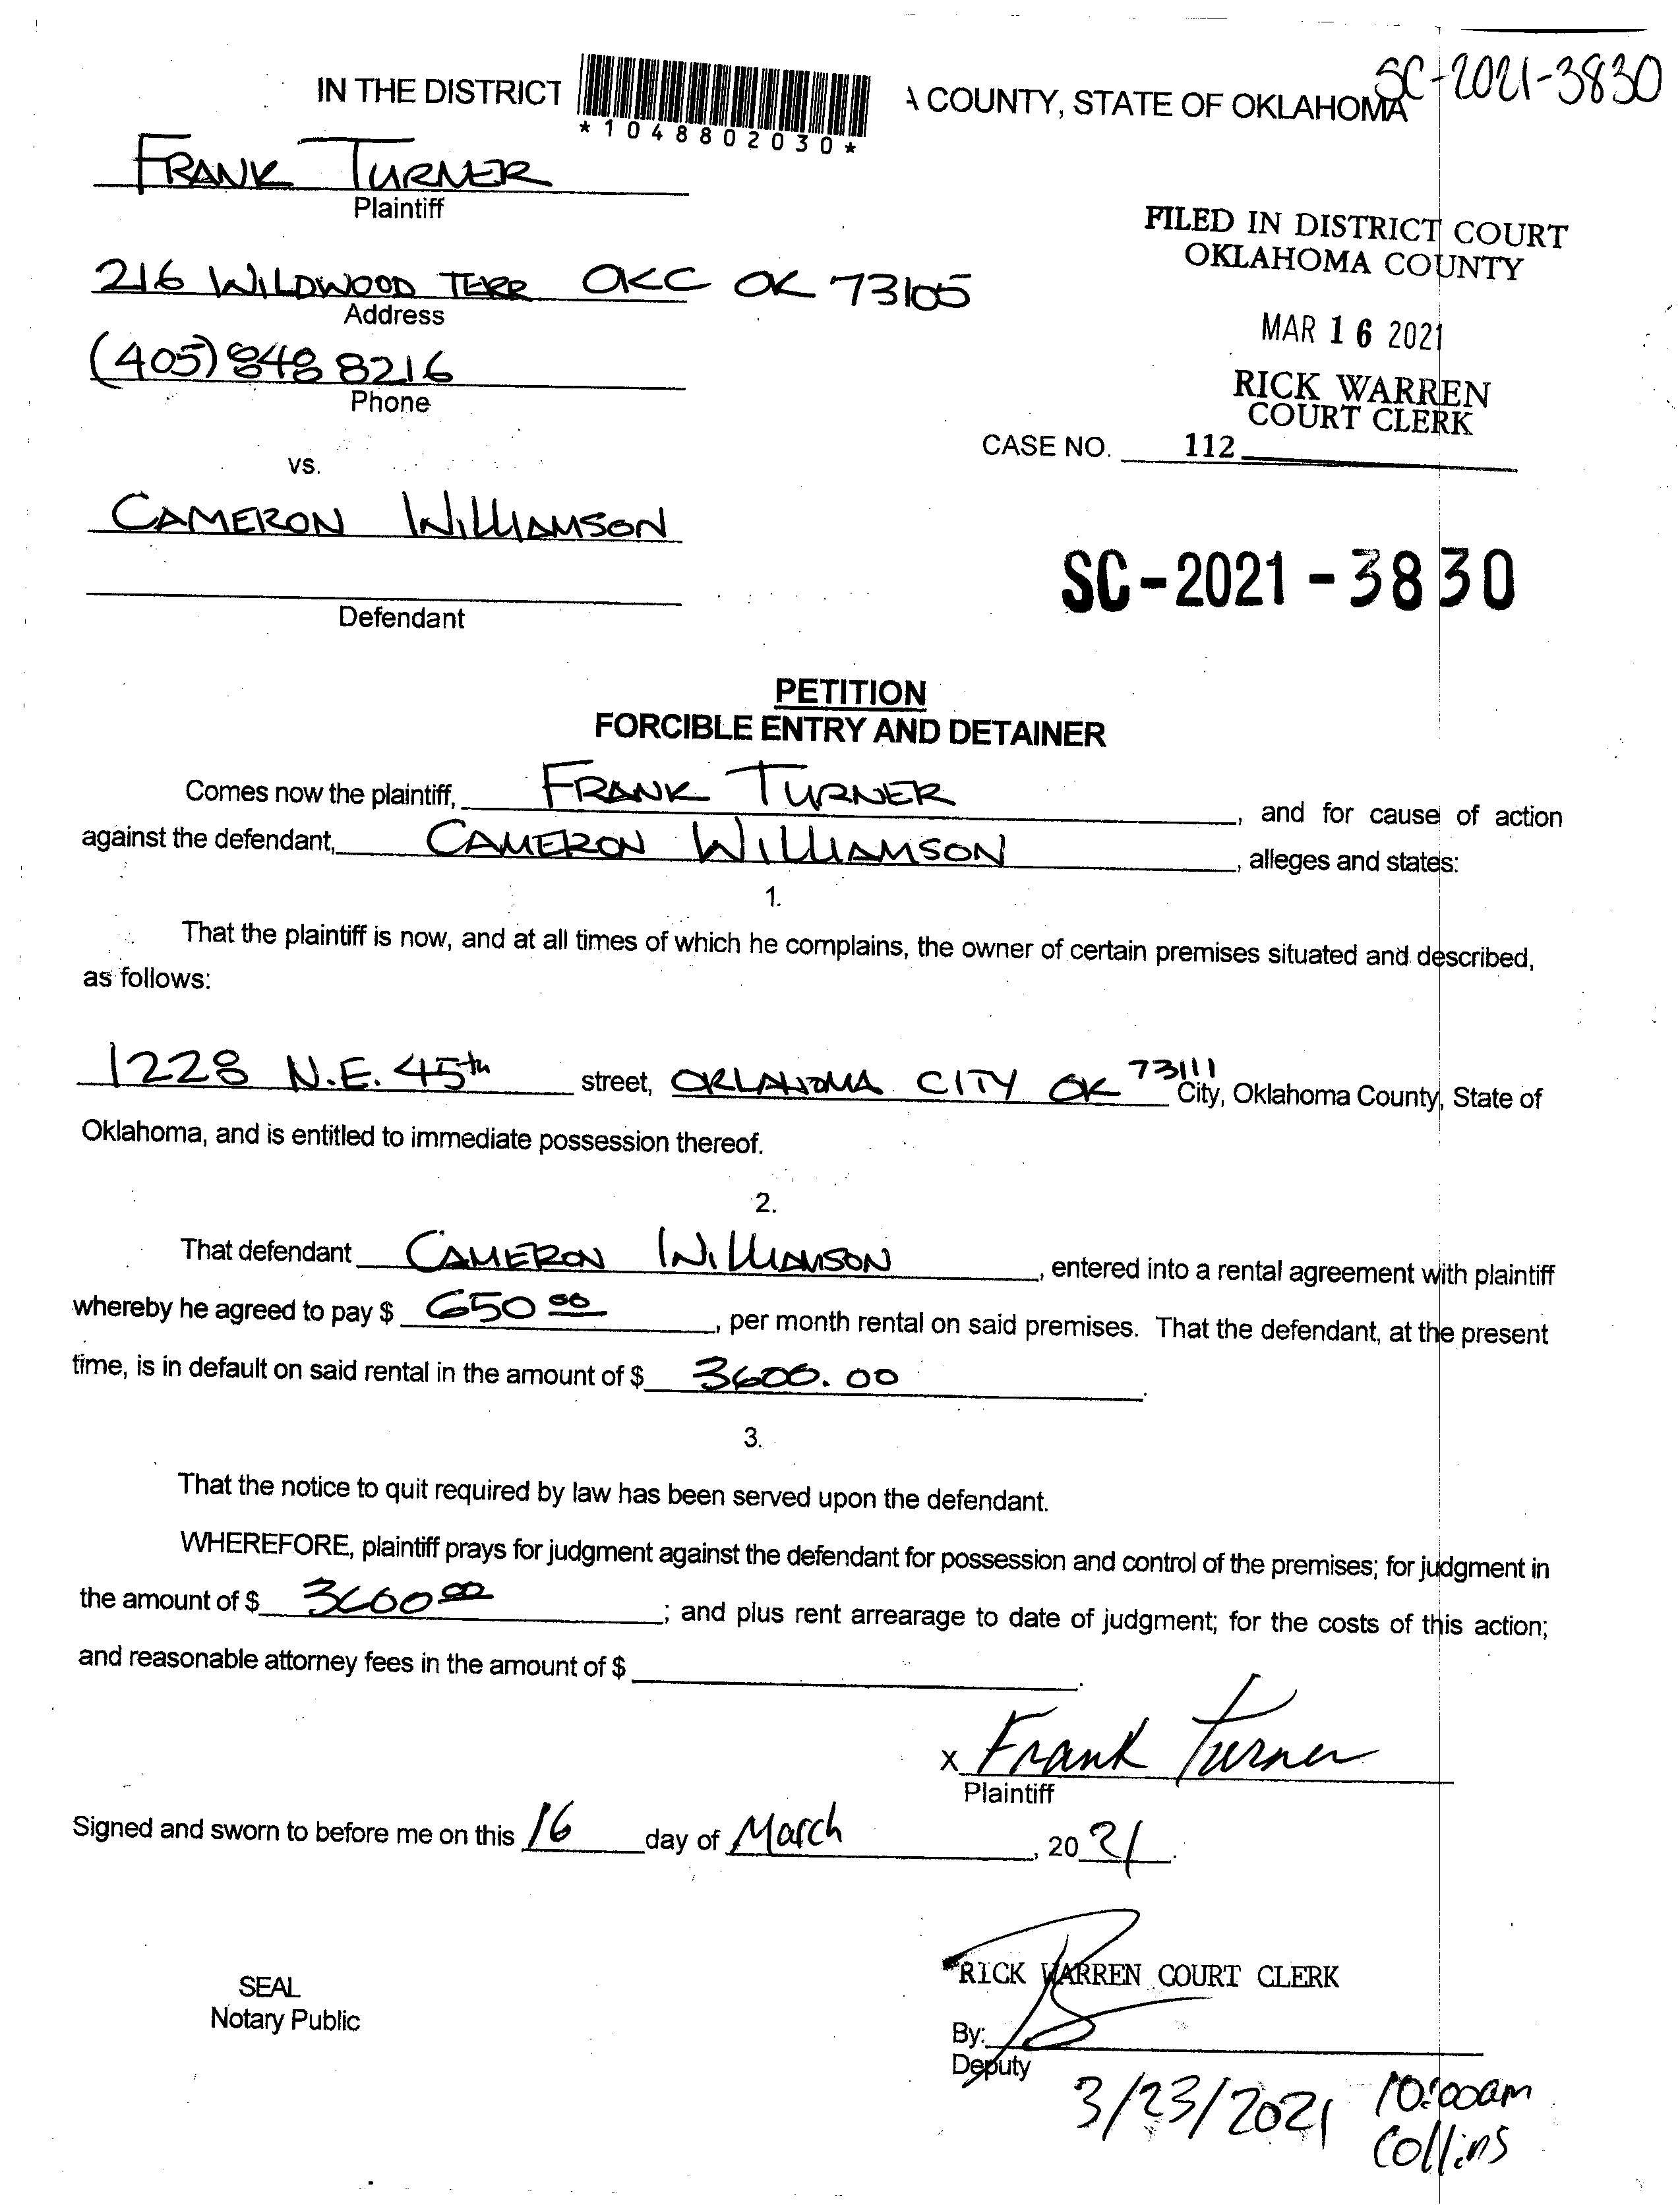 SC-2021-3830
IN THE DISTRICT A COUNTY, STATE OF OKLAHOMA
*1048802030*
FRANK TURNER
Plaintiff
FILED IN DISTRICT COURT
OKLAHOMA COUNTY
216 WILDWOOD TERR OKC OK 73105
Address
MAR 16 2021
(405) 848 8216
Phone
RICK WARREN
COURT CLERK
CASE NO. 112
vs.
CAMERON WILLIAMSON
SC-2021-3830
Defendant
PETITION
FORCIBLE ENTRY AND DETAINER
Comes now the plaintiff, FRANK TURNER, and for cause of action
against the defendant, CAMERON WILLIAMSON, alleges and states:
1.
That the plaintiff is now, and at all times of which he complains, the owner of certain premises situated and described,
as follows:
1228 N.E. 45th street, OKLAHOMA CITY OK 73111 City, Oklahoma County, State of
Oklahoma, and is entitled to immediate possession thereof.
2.
That defendant CAMERON WILLIAMSON, entered into a rental agreement with plaintiff
whereby he agreed to pay $ 650 00, per month rental on said premises. That the defendant, at the present
time, is in default on said rental in the amount of $ 3600.00.
3.
That the notice to quit required by law has been served upon the defendant.
WHEREFORE, plaintiff prays for judgment against the defendant for possession and control of the premises; for judgment in
the amount of $ 3600 00; and plus rent arrearage to date of judgment; for the costs of this action;
and reasonable attorney fees in the amount of $
x Frank Turner
Plaintiff
Signed and sworn to before me on this 16 day of March, 20 21.
RICK WARREN COURT CLERK
SEAL
Notary Public
By:
Deputy
3/23/2021 10:00am
Collins